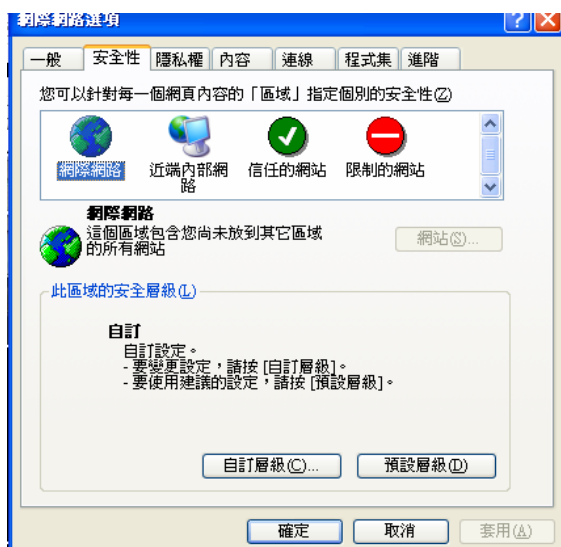 網際網路選項
一般 安全性 隱私權 內容 連線 程式集 進階
您可以針對每一個網頁內容的「區域」指定個別的安全性(Z)
網際網路 近端內部網路 信任的網站 限制的網站
網際網路
這個區域包含您尚未放到其它區域
的所有網站
網站(S)...
此區域的安全層級(L)
自訂
自訂設定。
- 要變更設定，請按 [自訂層級]。
- 要使用建議的設定，請按 [預設層級]。
自訂層級(C)... 預設層級(D)
確定 取消 套用(A)